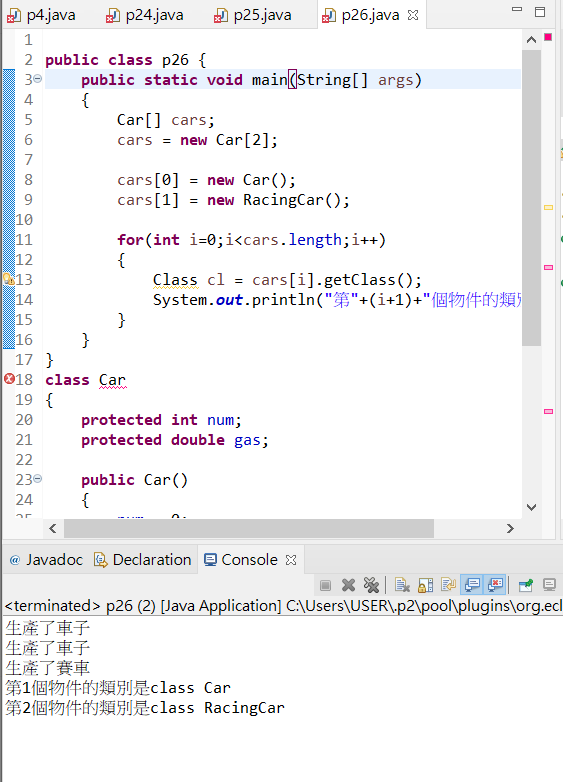 p4.java p24.java p25.java p26.java
1
2 public class p26 {
3 public static void main(String[] args)
4 {
5 Car[] cars;
6 cars = new Car[2];
7
8 cars[0] = new Car();
9 cars[1] = new RacingCar();
10
11 for(int i=0;i<cars.length;i++)
12 {
13 Class cl = cars[i].getClass();
14 System.out.println("第"+(i+1)+"個物件的類別
15 }
16 }
17 }
18 class Car
19 {
20 protected int num;
21 protected double gas;
22
23 public Car()
24 {
@ Javadoc Declaration Console
<terminated> p26 (2) [Java Application] C:\Users\USER\.p2\pool\plugins\org.ecl
生產了車子
生產了車子
生產了賽車
第1個物件的類別是class Car
第2個物件的類別是class RacingCar